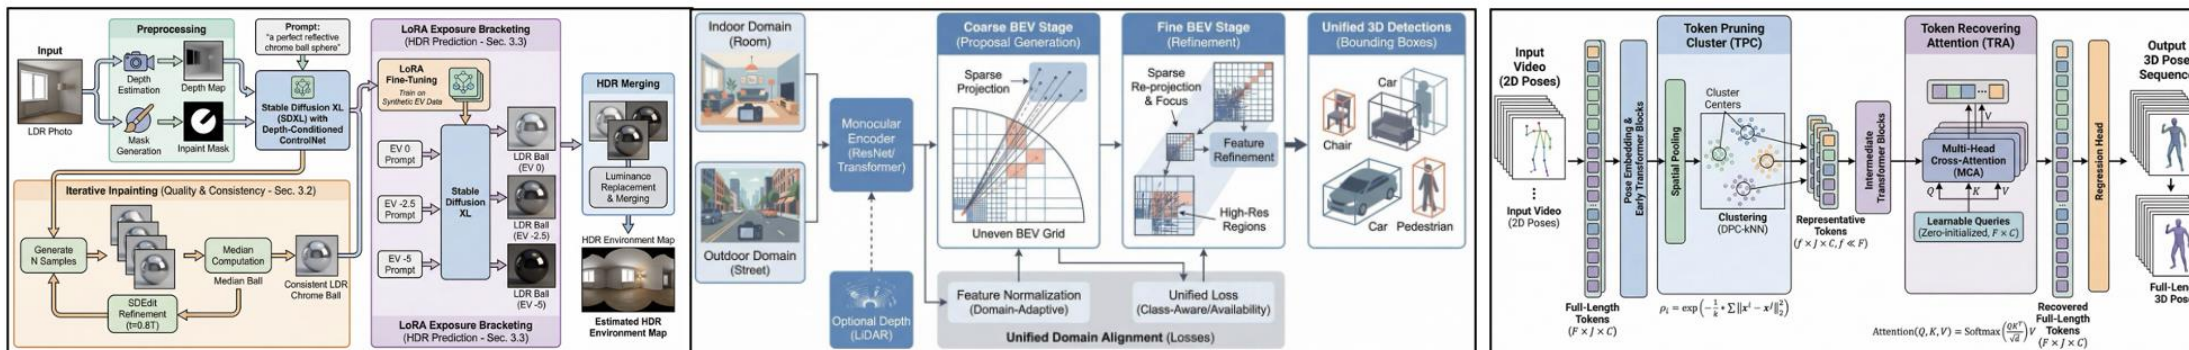 Input
LDR Photo
Preprocessing
Depth
Estimation
Depth Map
Mask
Generation
Inpaint Mask
Prompt:
"a perfect reflective
chrome ball sphere"
Stable Diffusion XL
(SDXL) with
Depth-Conditioned
ControlNet
Iterative Inpainting (Quality & Consistency - Sec. 3.2)
Generate
N Samples
Median
Computation
Median Ball
Consistent LDR
Chrome Ball
SDEdit
Refinement
(t=0.8T)
LoRA Exposure Bracketing
(HDR Prediction - Sec. 3.3)
LoRA
Fine-Tuning
Train on
Synthetic EV Data
EV 0
Prompt
EV -2.5
Prompt
EV -5
Prompt
Stable
Diffusion
XL
LDR Ball
(EV 0)
LDR Ball
(EV -2.5)
LDR Ball
(EV -5)
LoRA Exposure Bracketing
(HDR Prediction - Sec. 3.3)
HDR Merging
Luminance
Replacement
& Merging
HDR Environment Map
Estimated HDR
Environment Map
Indoor Domain
(Room)
Outdoor Domain
(Street)
Monocular
Encoder
(ResNet/
Transformer)
Optional Depth
(LiDAR)
Coarse BEV Stage
(Proposal Generation)
Sparse
Projection
Uneven BEV Grid
Fine BEV Stage
(Refinement)
Sparse
Re-projection
& Focus
Feature
Refinement
High-Res
Regions
Unified 3D Detections
(Bounding Boxes)
Car
Chair
Car
Pedestrian
Feature Normalization
(Domain-Adaptive)
Unified Loss
(Class-Aware/Availability)
Unified Domain Alignment (Losses)
Input
Video
(2D Poses)
Input Video
(2D Poses)
Full-Length
Tokens
(F × J × C)
Pose Embedding &
Early Transformer Blocks
Token Pruning
Cluster (TPC)
Spatial Pooling
Cluster
Centers
Clustering
(DPC-kNN)
ρᵢ = exp(-1/k * Σ ||xⁱ − xʲ||₂²)
Representative
Tokens
(f × J × C, f ≪ F)
Intermediate
Transformer Blocks
Token Recovering
Attention (TRA)
V
Multi-Head
Cross-Attention
(MCA)
Q K V
Learnable Queries
(Zero-initialized, F × C)
Attention(Q, K, V) = Softmax(QKᵀ/√d)V
Recovered
Full-Length
Tokens
(F × J × C)
Regression Head
Output
3D Pose
Sequence
Full-Leng
3D Pos